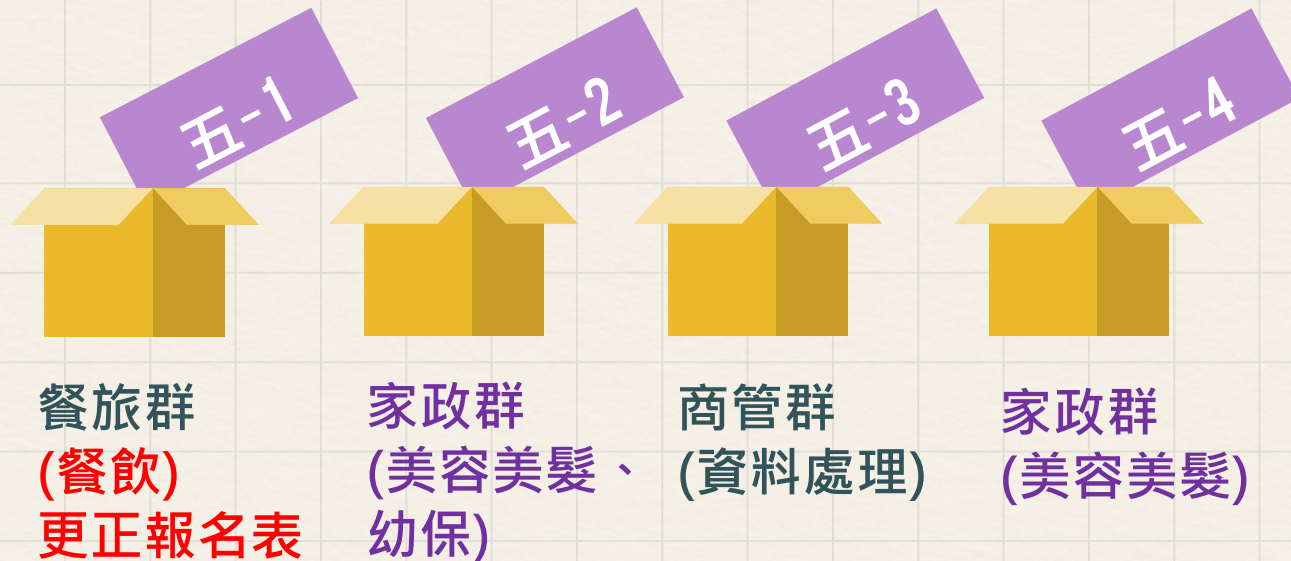 五-1
五-2
五-3
五-4
餐旅群
(餐飲)
更正報名表
家政群
(美容美髮、
幼保)
商管群
(資料處理)
家政群
(美容美髮)